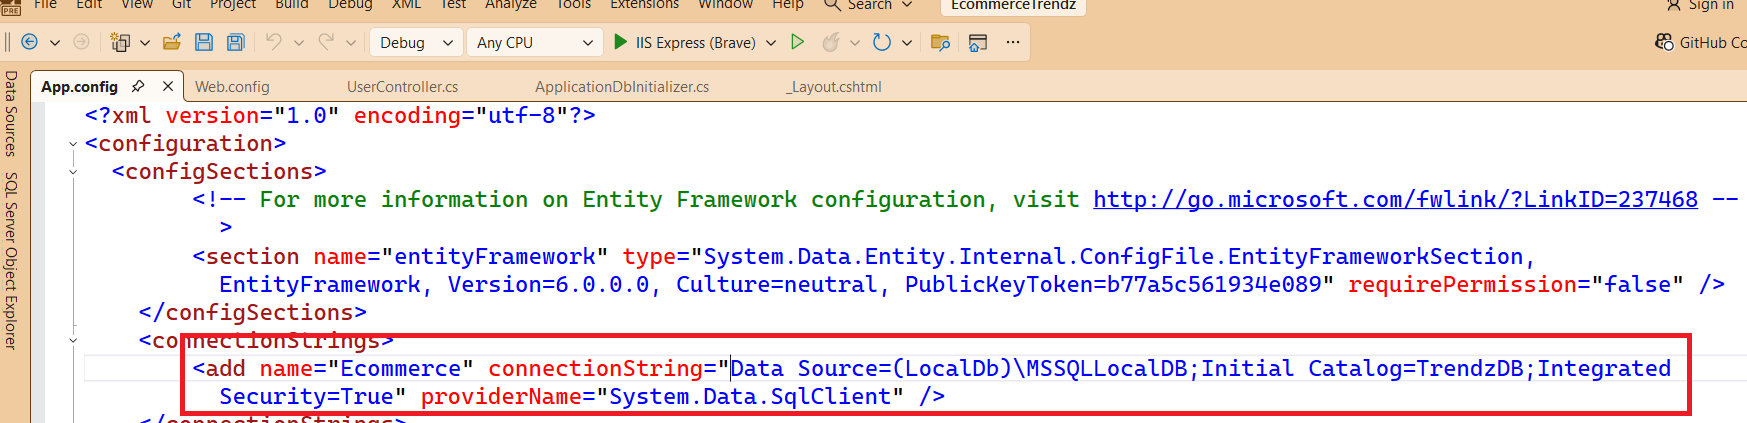 File Edit View Git Project Build Debug XML Test Analyze Tools Extensions Window Help Search EcommerceTrendz Sign in
PRE
Debug Any CPU IIS Express (Brave) GitHub Co
App.config Web.config UserController.cs ApplicationDbInitializer.cs _Layout.cshtml
Data Sources
SQL Server Object Explorer
<?xml version="1.0" encoding="utf-8"?>
<configuration>
<configSections>
<!-- For more information on Entity Framework configuration, visit http://go.microsoft.com/fwlink/?LinkID=237468 --
>
<section name="entityFramework" type="System.Data.Entity.Internal.ConfigFile.EntityFrameworkSection,
EntityFramework, Version=6.0.0.0, Culture=neutral, PublicKeyToken=b77a5c561934e089" requirePermission="false" />
</configSections>
<connectionStrings>
<add name="Ecommerce" connectionString="Data Source=(LocalDb)\MSSQLLocalDB;Initial Catalog=TrendzDB;Integrated
Security=True" providerName="System.Data.SqlClient" />
</connectionStrings>